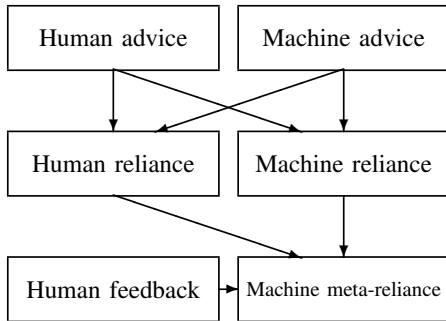 Human advice
Machine advice
Human reliance
Machine reliance
Human feedback
Machine meta-reliance